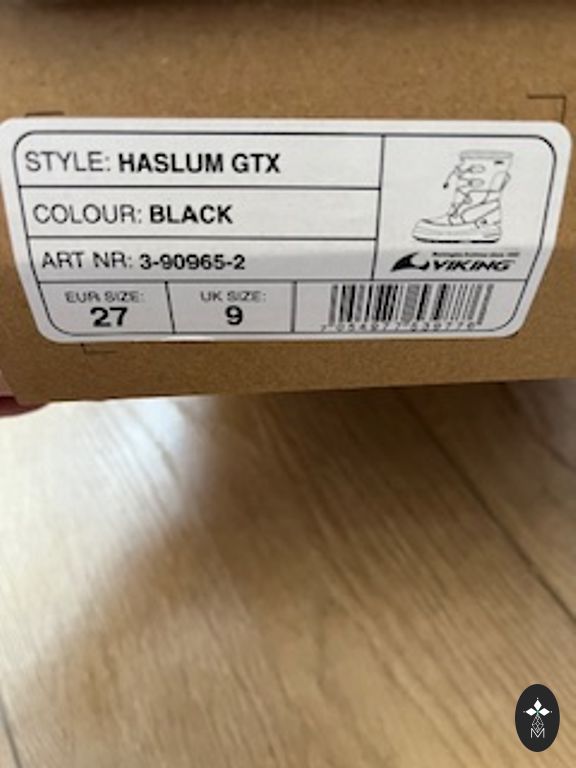 STYLE: HASLUM GTX
COLOUR: BLACK
ART NR: 3-90965-2
VIKING
EUR SIZE:
27
UK SIZE:
9
M